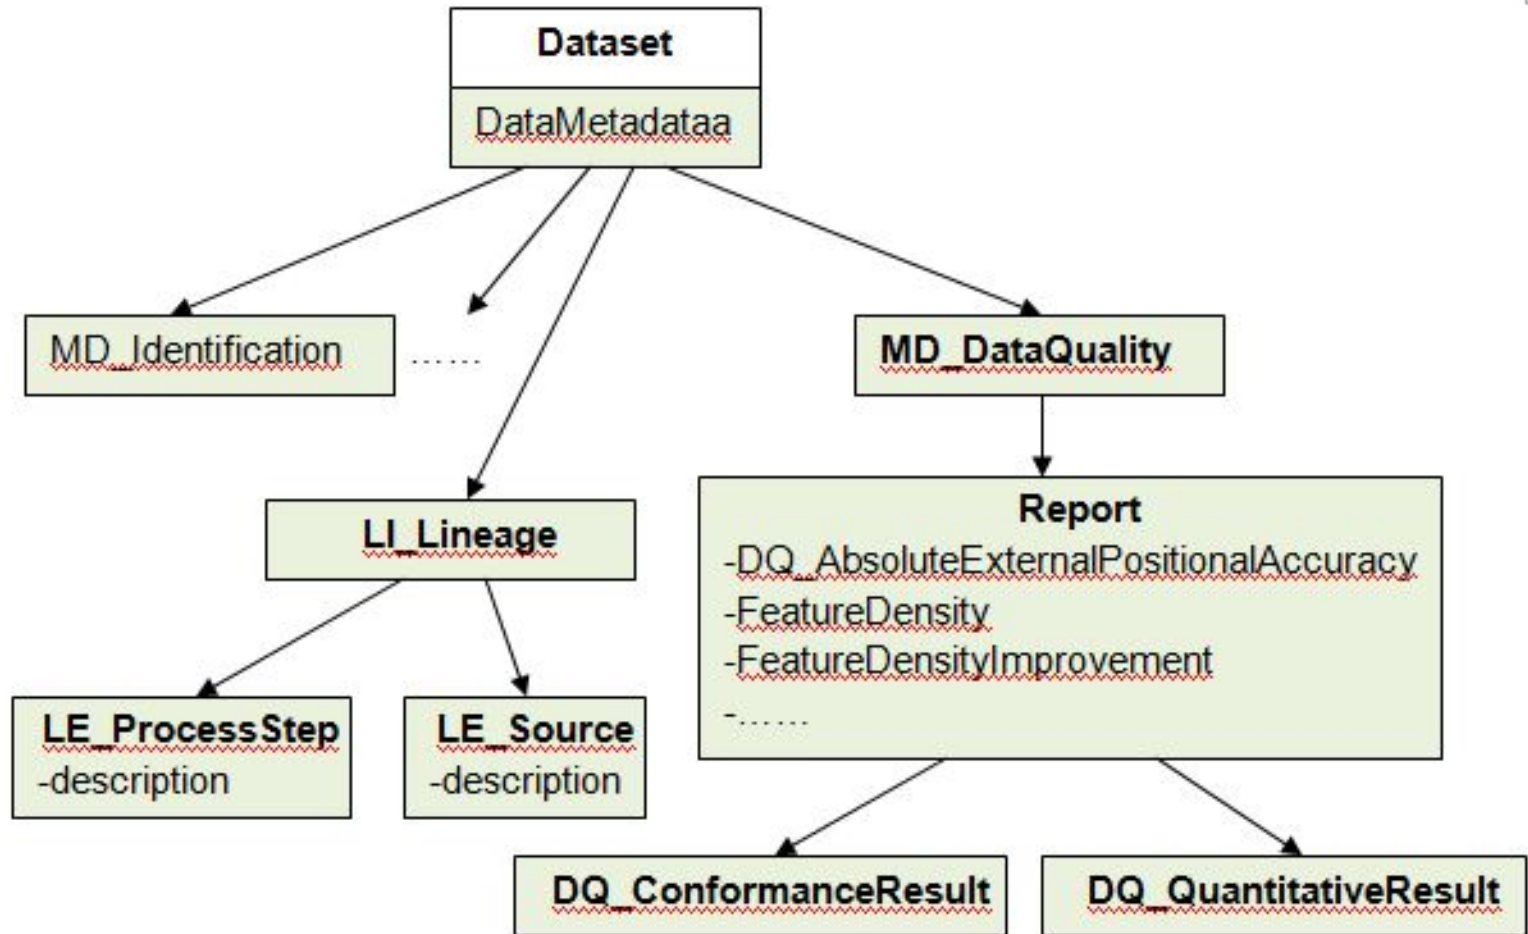 Dataset
DataMetadataa
MD_Identification
......
MD_DataQuality
LI_Lineage
Report
-DQ_AbsoluteExternalPositionalAccuracy
-FeatureDensity
-FeatureDensityImprovement
-......
LE_ProcessStep
-description
LE_Source
-description
DQ_ConformanceResult
DQ_QuantitativeResult